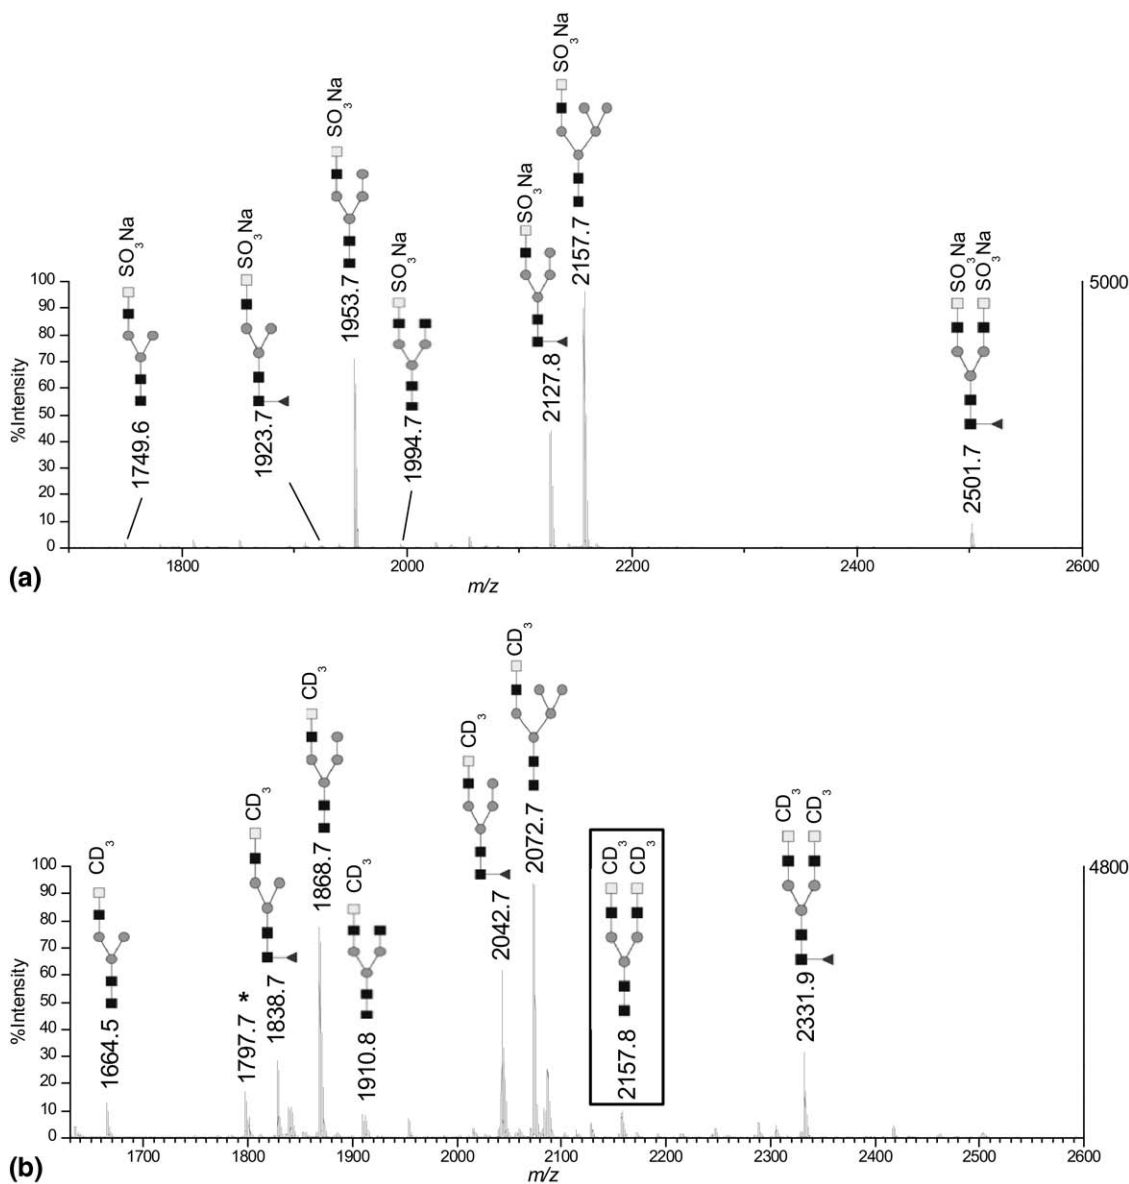 SO3Na
SO3Na
SO3Na
SO3Na
SO3Na
SO3Na
SO3Na SO3Na
1749.6
1923.7
1953.7
1994.7
2127.8
2157.7
2501.7
%Intensity
100
90
80
70
60
50
40
30
20
10
0
5000
1800 2000 2200 2400 2600
m/z
(a)
CD3
CD3
CD3
CD3
CD3
CD3
CD3 CD3
CD3 CD3
1664.5
1797.7 *
1838.7
1868.7
1910.8
2042.7
2072.7
2157.8
2331.9
%Intensity
100
90
80
70
60
50
40
30
20
10
0
4800
1700 1800 1900 2000 2100 2200 2300 2400 2500 2600
m/z
(b)